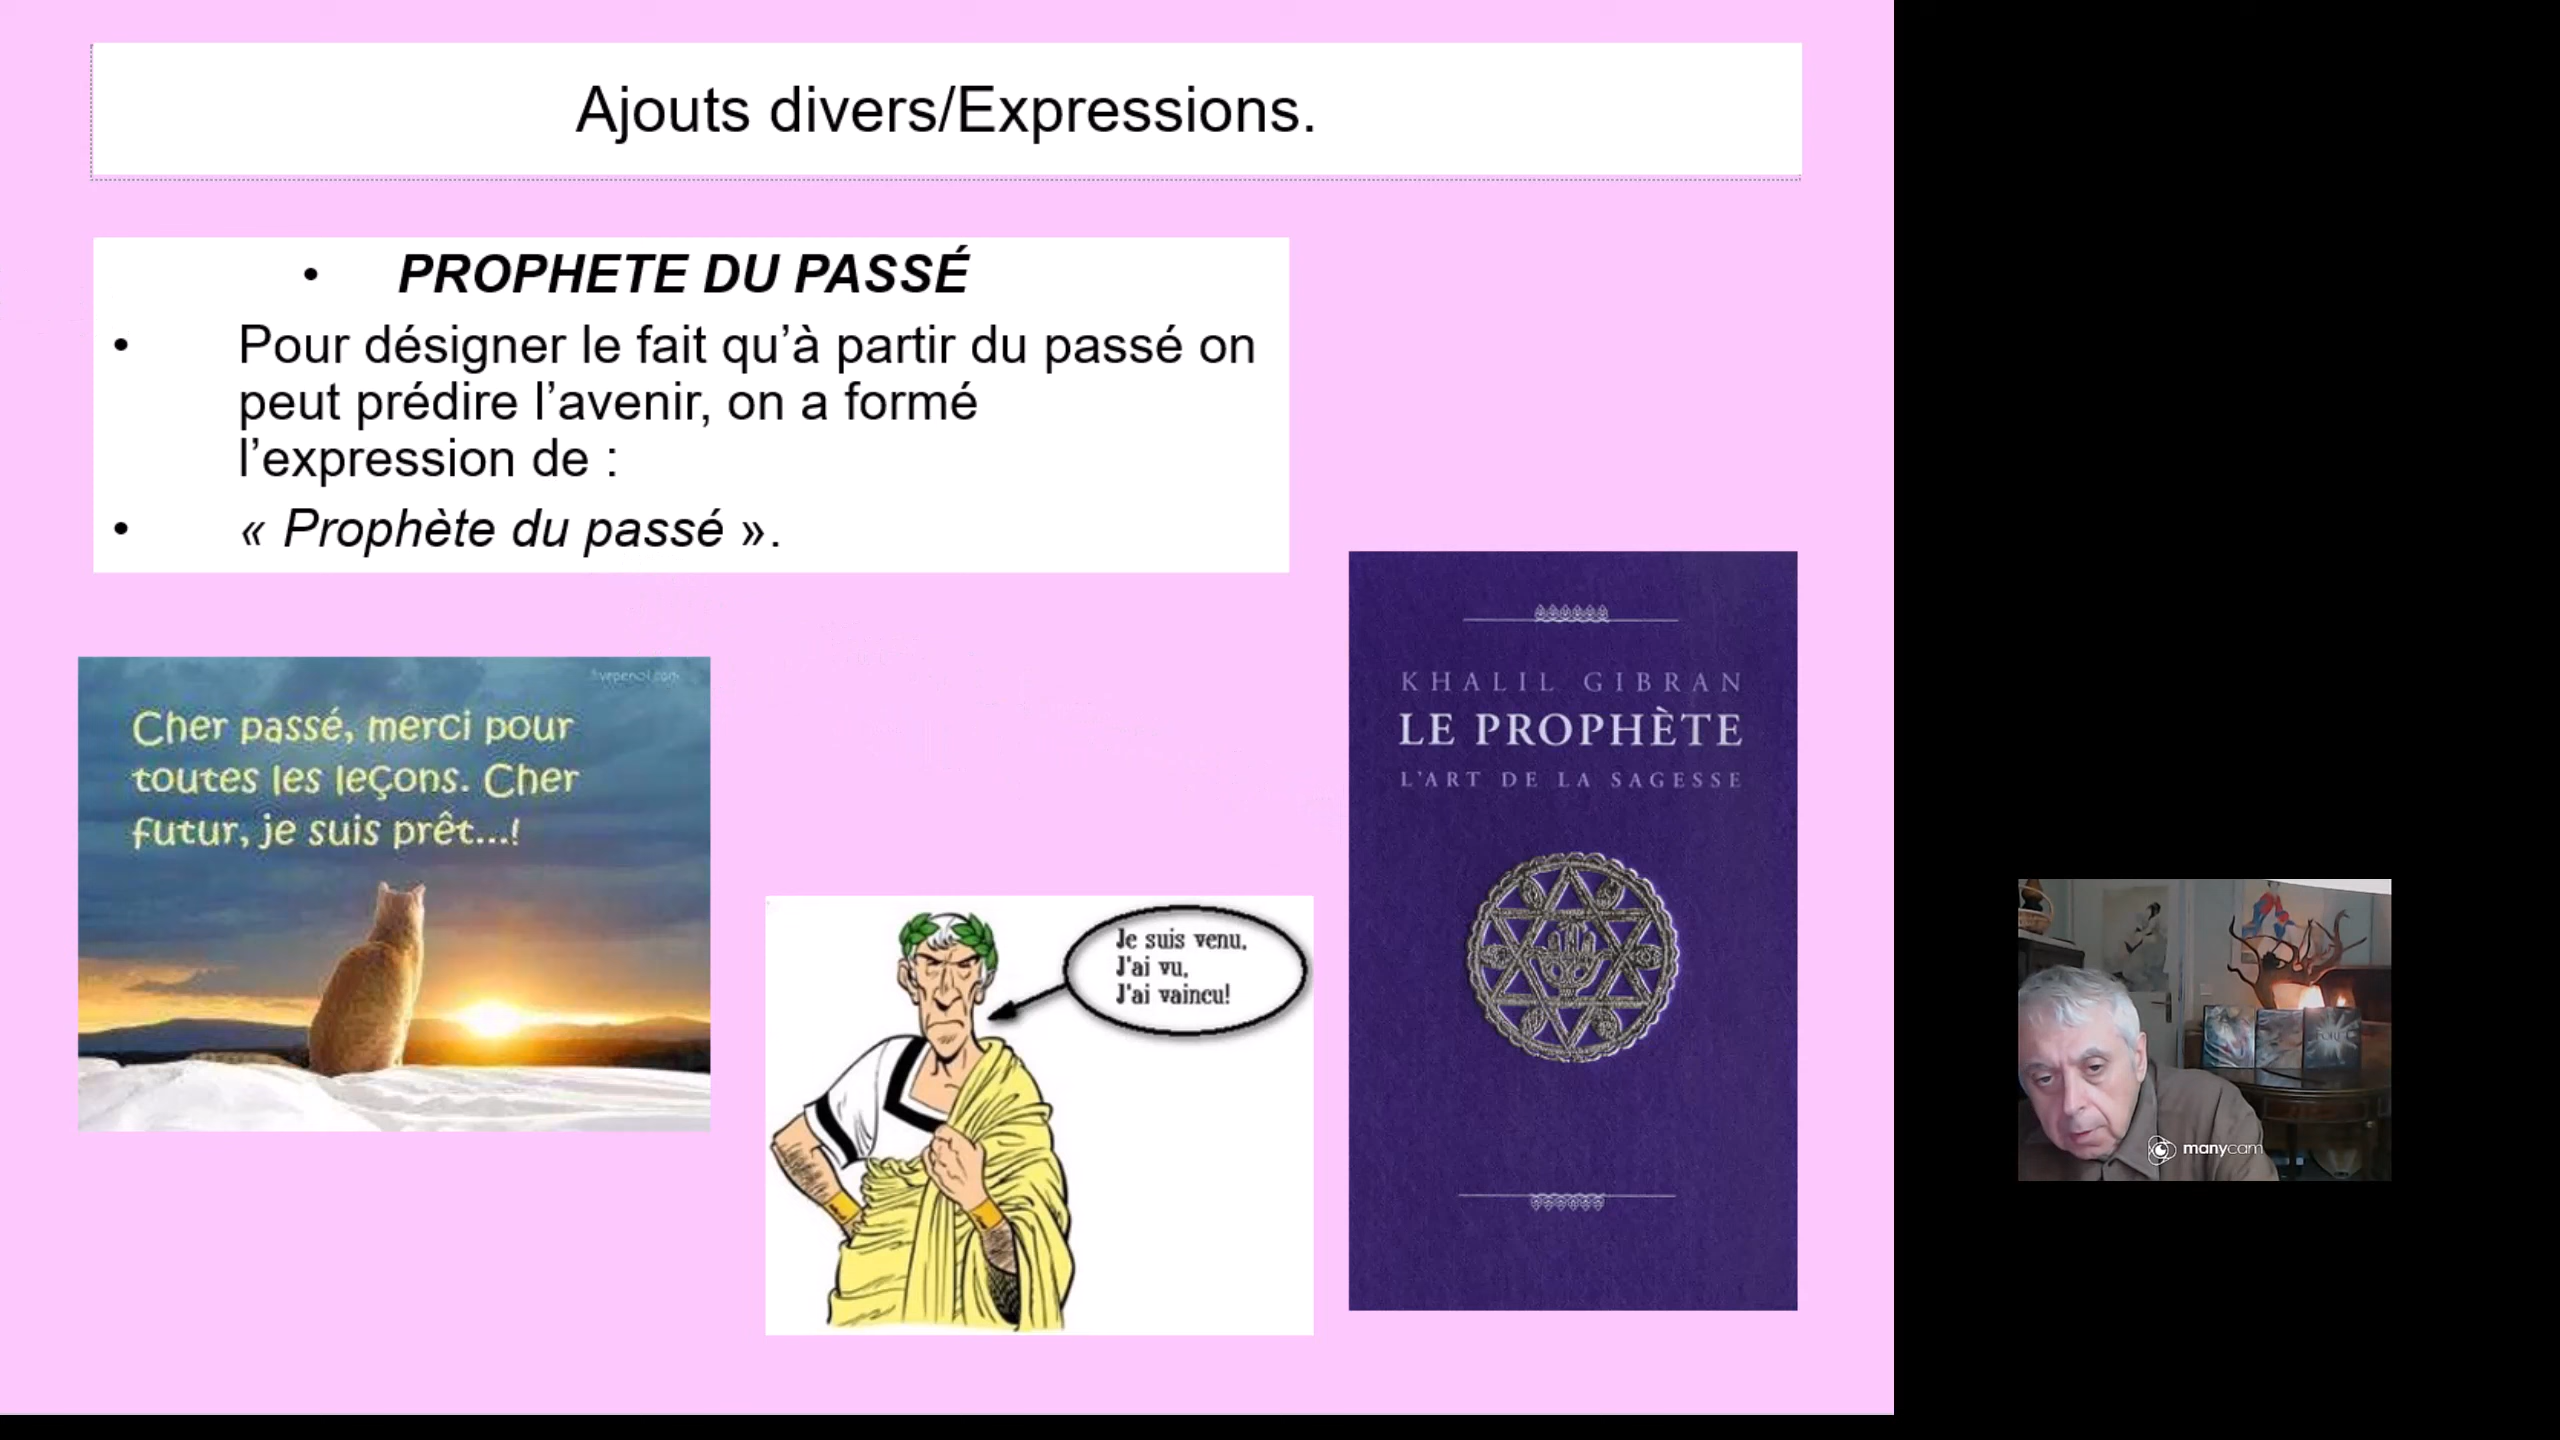 Ajouts divers/Expressions.
• PROPHETE DU PASSÉ
• Pour désigner le fait qu’à partir du passé on
peut prédire l’avenir, on a formé
l’expression de :
• « Prophète du passé ».
Cher passé, merci pour
toutes les leçons. Cher
futur, je suis prêt...!
Je suis venu,
J'ai vu,
J'ai vaincu!
KHALIL GIBRAN
LE PROPHÈTE
L'ART DE LA SAGESSE
manycam